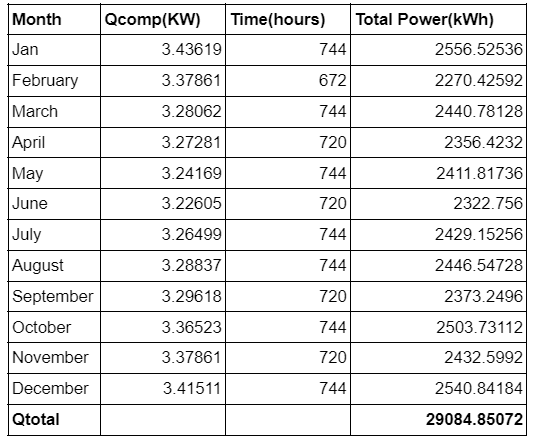 Month Qcomp(KW) Time(hours) Total Power(kWh)
Jan 3.43619 744 2556.52536
February 3.37861 672 2270.42592
March 3.28062 744 2440.78128
April 3.27281 720 2356.4232
May 3.24169 744 2411.81736
June 3.22605 720 2322.756
July 3.26499 744 2429.15256
August 3.28837 744 2446.54728
September 3.29618 720 2373.2496
October 3.36523 744 2503.73112
November 3.37861 720 2432.5992
December 3.41511 744 2540.84184
Qtotal 29084.85072